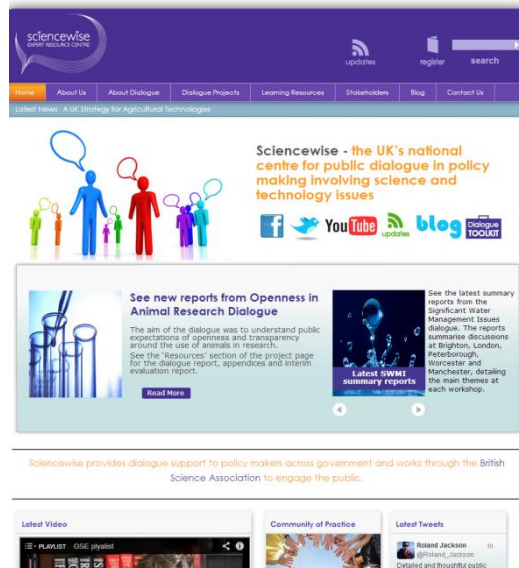 sciencewise
EXPERT RESOURCE CENTRE
updates
register
search
Home
About Us
About Dialogue
Dialogue Projects
Learning Resources
Stakeholders
Blog
Contact Us
Latest News A UK Strategy for Agricultural Technologies
Sciencewise - the UK's national
centre for public dialogue in policy
making involving science and
technology issues
f
YouTube
updates
blog
Dialogue
TOOLKIT
See new reports from Openness in
Animal Research Dialogue
The aim of the dialogue was to understand public
expectations of openness and transparency
around the use of animals in research.
See the 'Resources' section of the project page
for the dialogue report, appendices and interim
evaluation report.
Read More
Latest SWMI
summary reports
See the latest summary
reports from the
Significant Water
Management Issues
dialogue. The reports
summarise discussions
at Brighton, London,
Peterborough,
Worcester and
Manchester, detailing
the main themes at
each workshop.
Sciencewise provides dialogue support to policy makers across government and works through the British
Science Association to engage the public.
Latest Video
PLAYLIST GSE plyalist
Community of Practice
Latest Tweets
Roland Jackson 1h
@Roland_Jackson
Detailed and thoughtful public